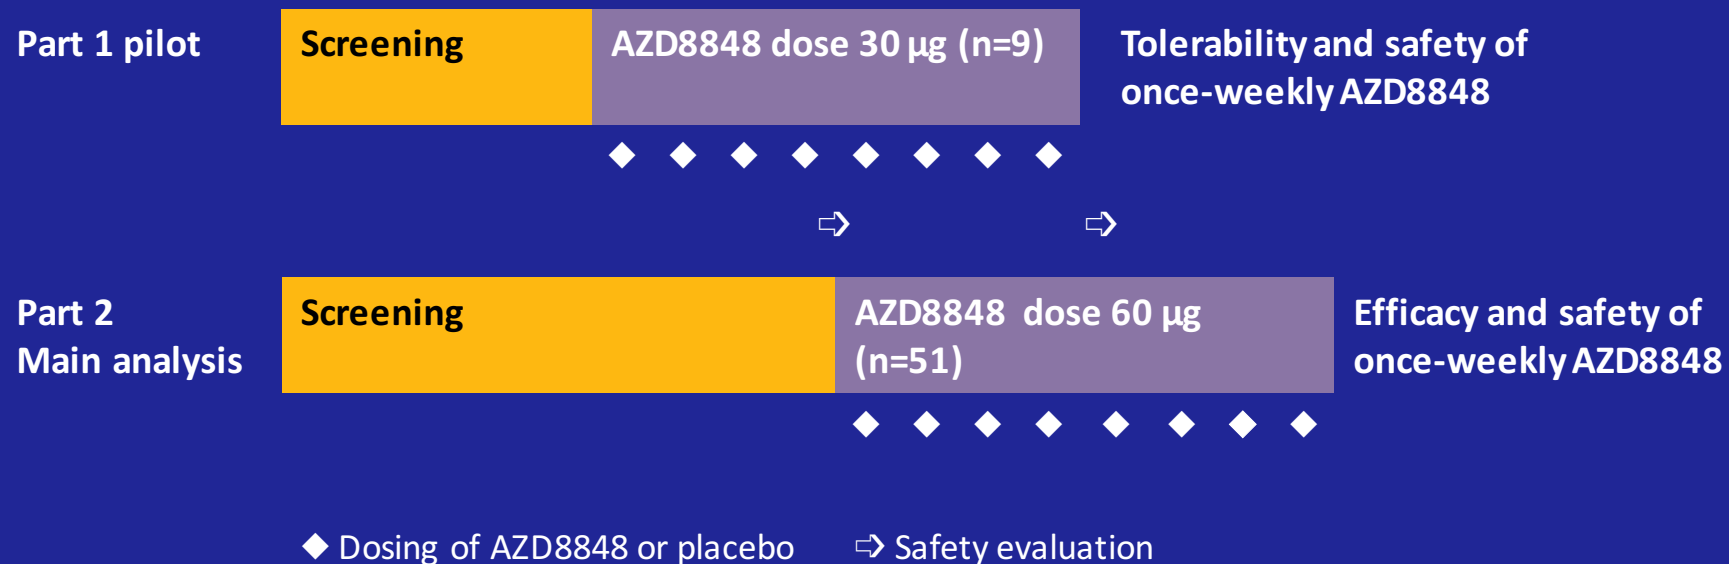 Part 1 pilot
Screening
AZD8848 dose 30 µg (n=9)
Tolerability and safety of
once-weekly AZD8848
Part 2
Main analysis
Screening
AZD8848 dose 60 µg
(n=51)
Efficacy and safety of
once-weekly AZD8848
◆ Dosing of AZD8848 or placebo
➩ Safety evaluation